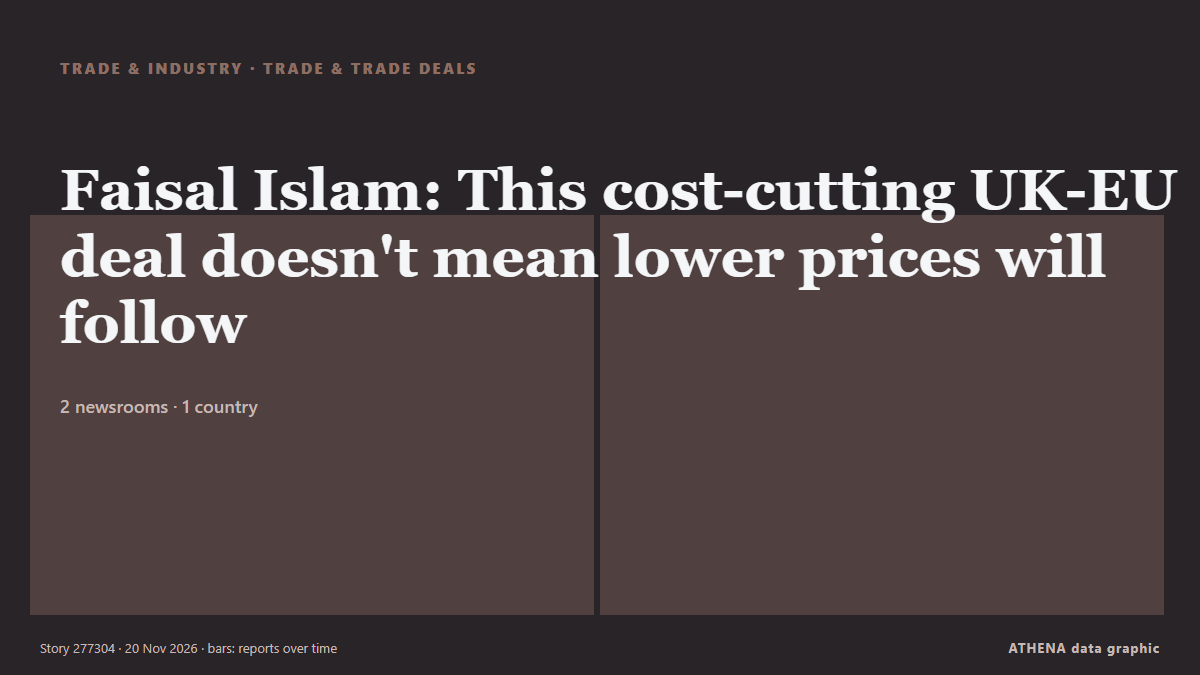 TRADE & INDUSTRY · TRADE & TRADE DEALS
Faisal Islam: This cost-cutting UK-EU
deal doesn't mean lower prices will
follow
2 newsrooms · 1 country
Story 277304 · 20 Nov 2026 · bars: reports over time
ATHENA data graphic